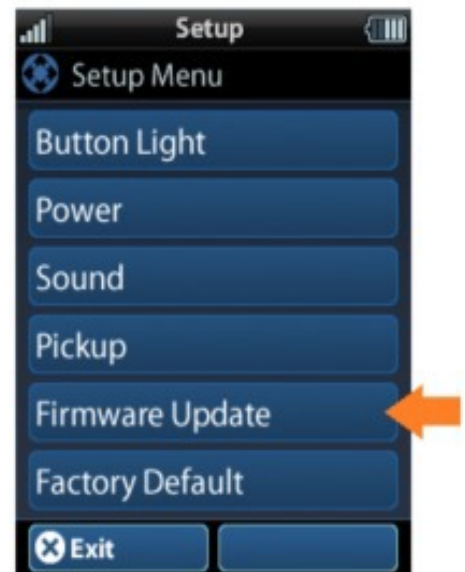 Setup
Setup Menu
Button Light
Power
Sound
Pickup
Firmware Update
Factory Default
Exit